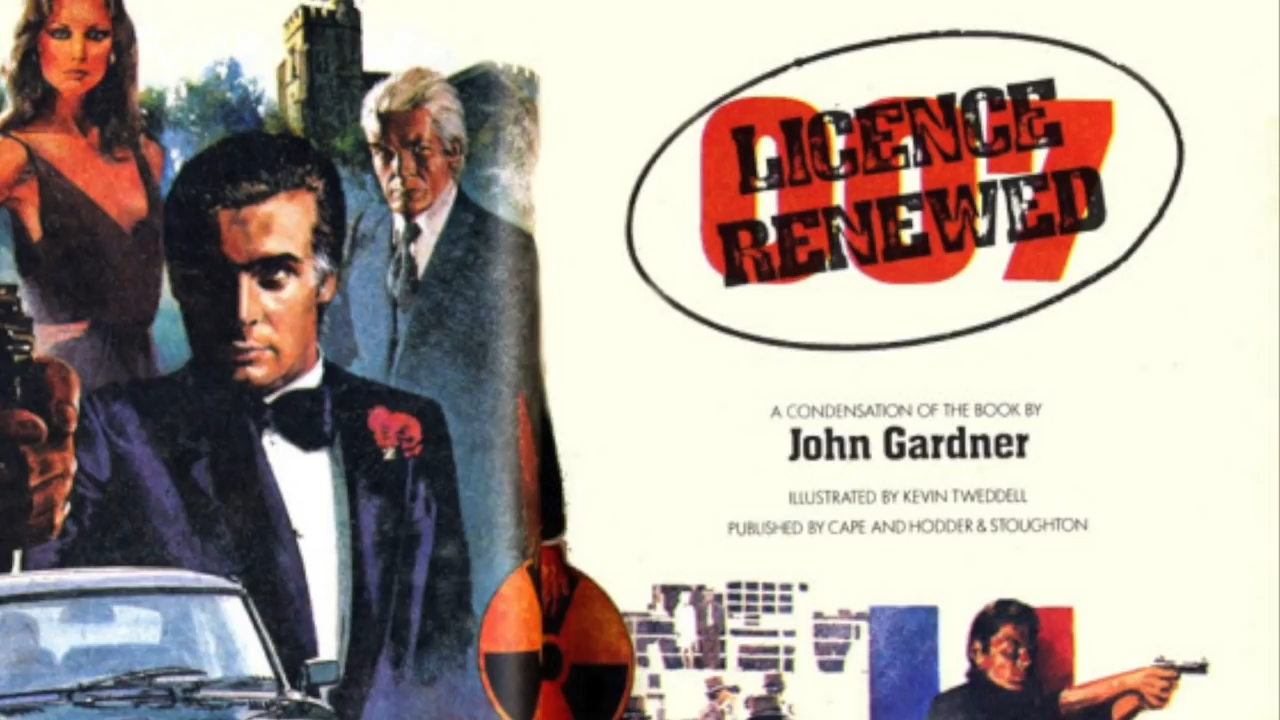 007
LICENCE
RENEWED
A CONDENSATION OF THE BOOK BY
John Gardner
ILLUSTRATED BY KEVIN TWEDDELL
PUBLISHED BY CAPE AND HODDER & STOUGHTON